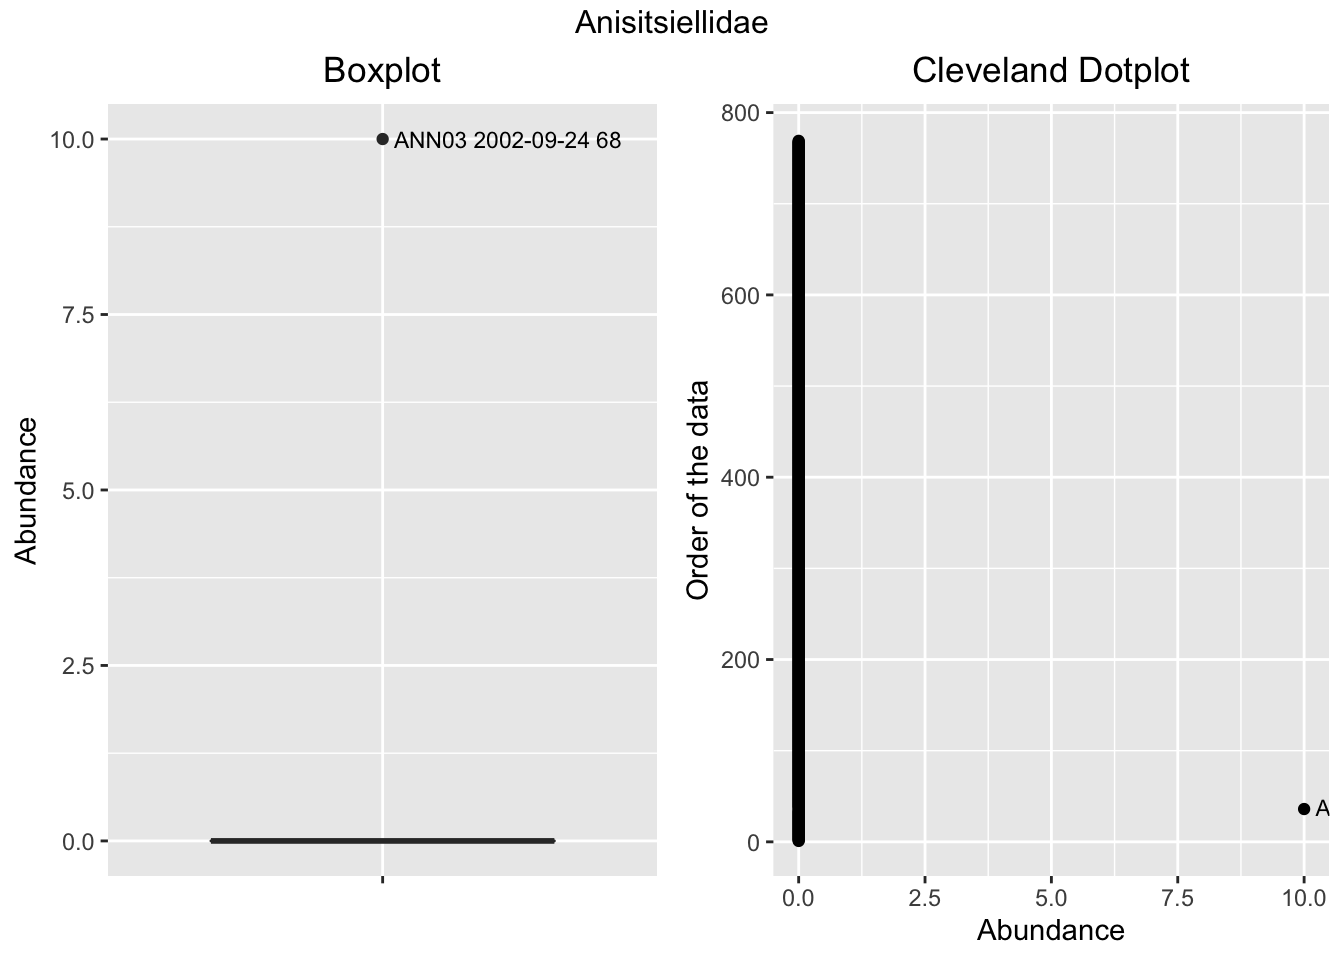 Anisitsiellidae
Boxplot
Abundance
10.0
7.5
5.0
2.5
0.0
ANN03 2002-09-24 68
Cleveland Dotplot
Order of the data
800
600
400
200
0
A
0.0 2.5 5.0 7.5 10.0
Abundance